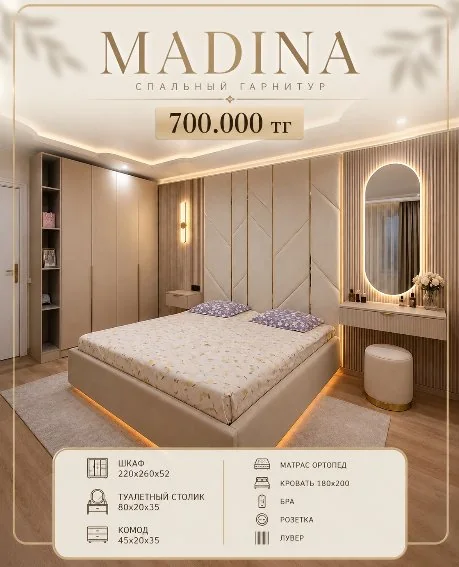 MADINA
СПАЛЬНЫЙ ГАРНИТУР
700.000 тг
ШКАФ
220х260х52
ТУАЛЕТНЫЙ СТОЛИК
80х20х35
КОМОД
45х20х35
МАТРАС ОРТОПЕД
КРОВАТЬ 180х200
БРА
РОЗЕТКА
ЛУВЕР